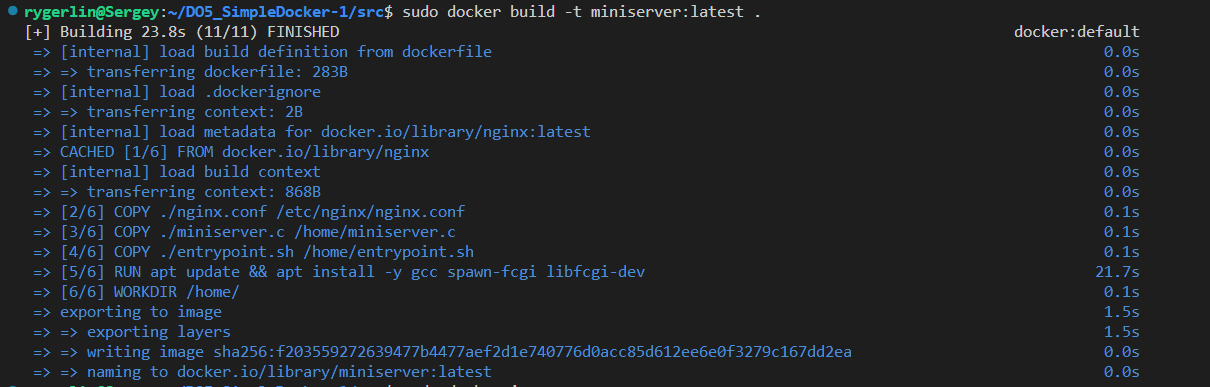 rygerlin@Sergey:~/DO5_SimpleDocker-1/src$ sudo docker build -t miniserver:latest .
[+] Building 23.8s (11/11) FINISHED docker:default
=> [internal] load build definition from dockerfile 0.0s
=> => transferring dockerfile: 283B 0.0s
=> [internal] load .dockerignore 0.0s
=> => transferring context: 2B 0.0s
=> [internal] load metadata for docker.io/library/nginx:latest 0.0s
=> CACHED [1/6] FROM docker.io/library/nginx 0.0s
=> [internal] load build context 0.0s
=> => transferring context: 868B 0.0s
=> [2/6] COPY ./nginx.conf /etc/nginx/nginx.conf 0.1s
=> [3/6] COPY ./miniserver.c /home/miniserver.c 0.1s
=> [4/6] COPY ./entrypoint.sh /home/entrypoint.sh 0.1s
=> [5/6] RUN apt update && apt install -y gcc spawn-fcgi libfcgi-dev 21.7s
=> [6/6] WORKDIR /home/ 0.1s
=> exporting to image 1.5s
=> => exporting layers 1.5s
=> => writing image sha256:f203559272639477b4477aef2d1e740776d0acc85d612ee6e0f3279c167dd2ea 0.0s
=> => naming to docker.io/library/miniserver:latest 0.0s